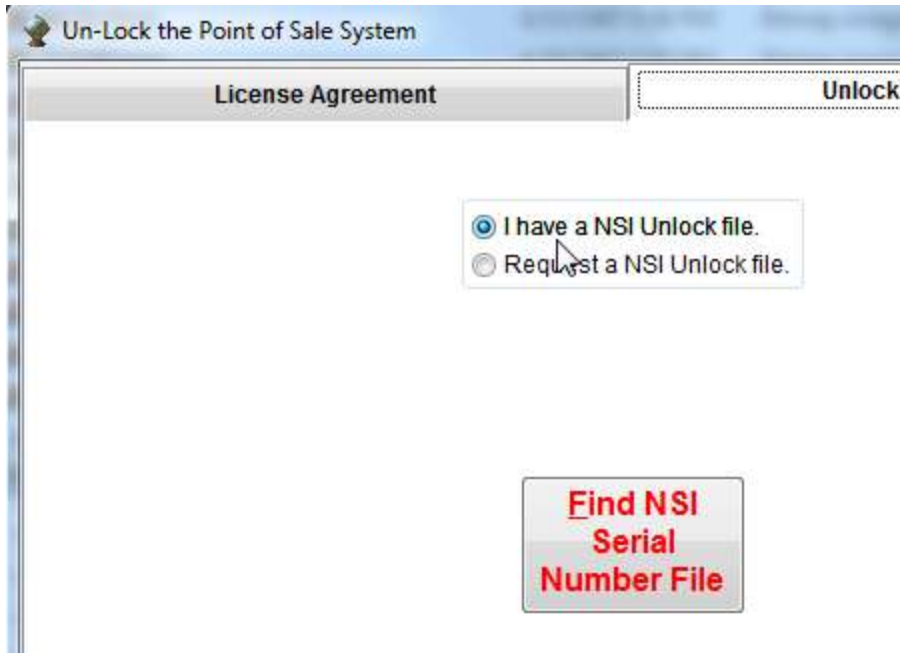 Un-Lock the Point of Sale System
License Agreement
Unlock
I have a NSI Unlock file.
Request a NSI Unlock file.
Find NSI
Serial
Number File